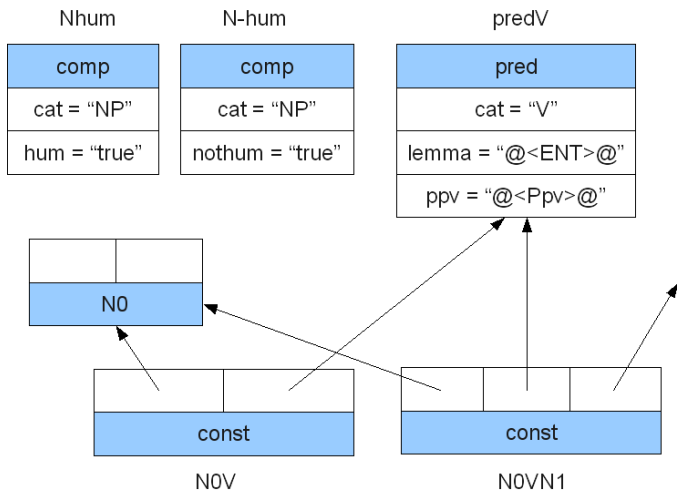 Nhum
N-hum
predV
comp
comp
pred
cat = “NP”
cat = “NP”
cat = “V”
hum = “true”
nothum = “true”
lemma = “@<ENT>@”
ppv = “@<Ppv>@”
N0
const
const
N0V
N0VN1